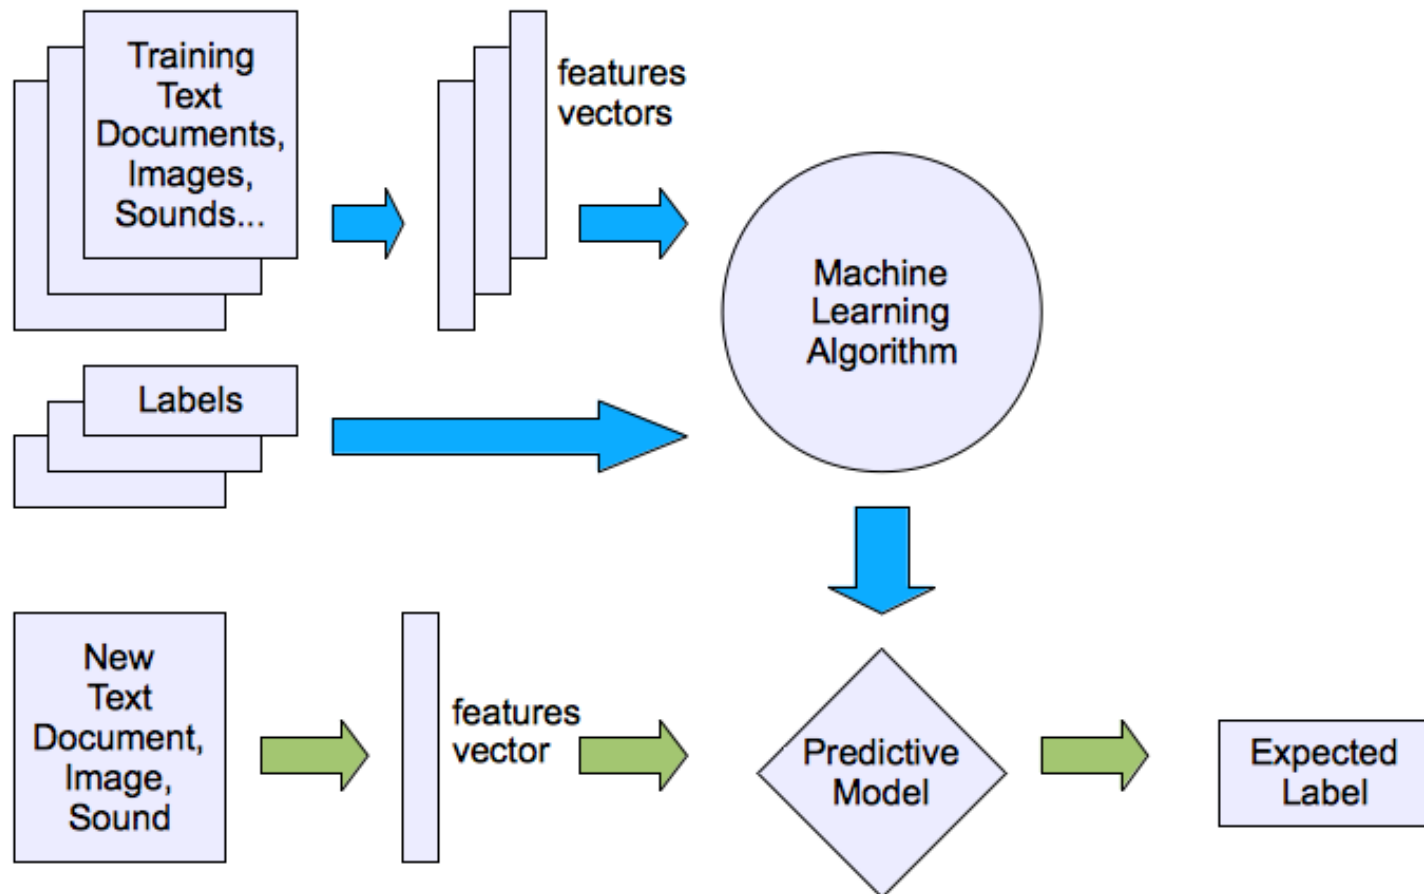 Training
Text
Documents,
Images,
Sounds...
features
vectors
Machine
Learning
Algorithm
Labels
New
Text
Document,
Image,
Sound
features
vector
Predictive
Model
Expected
Label